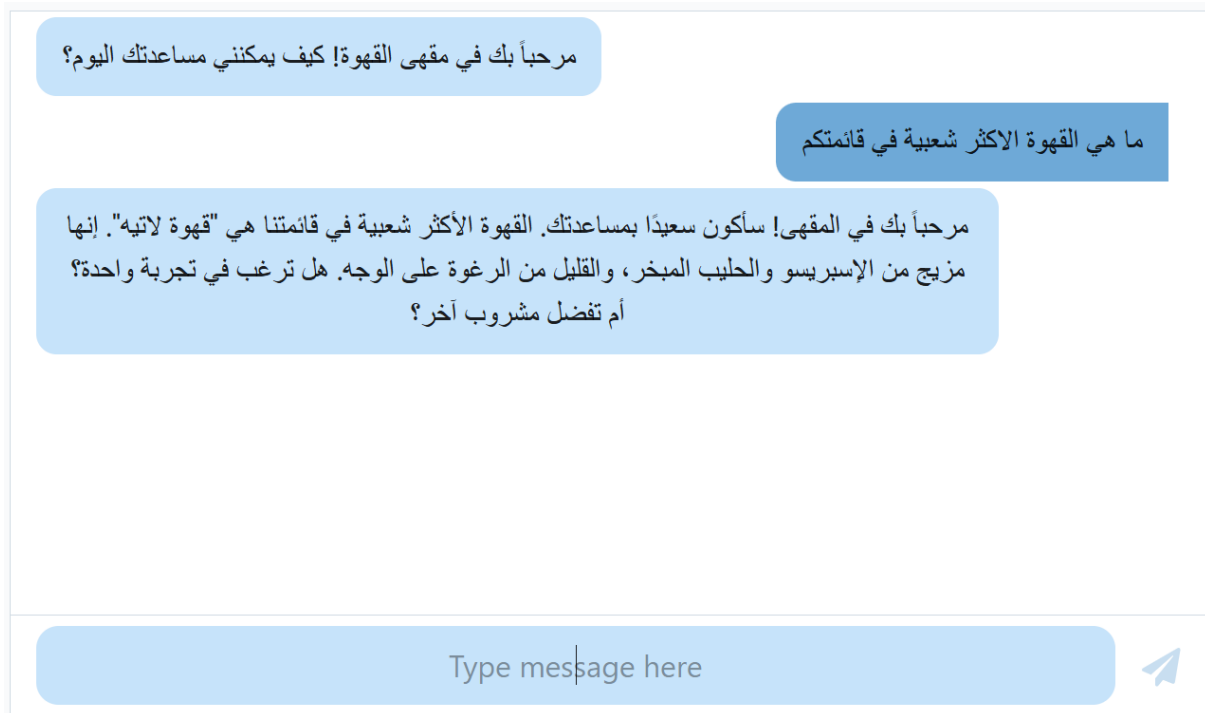 مرحباً بك في مقهى القهوة! كيف يمكنني مساعدتك اليوم؟
ما هي القهوة الاكثر شعبية في قائمتكم
مرحباً بك في المقهى! سأكون سعيدًا بمساعدتك. القهوة الأكثر شعبية في قائمتنا هي "قهوة لاتيه". إنها
مزيج من الإسبريسو والحليب المبخر، والقليل من الرغوة على الوجه. هل ترغب في تجربة واحدة؟
أم تفضل مشروب آخر؟
Type message here